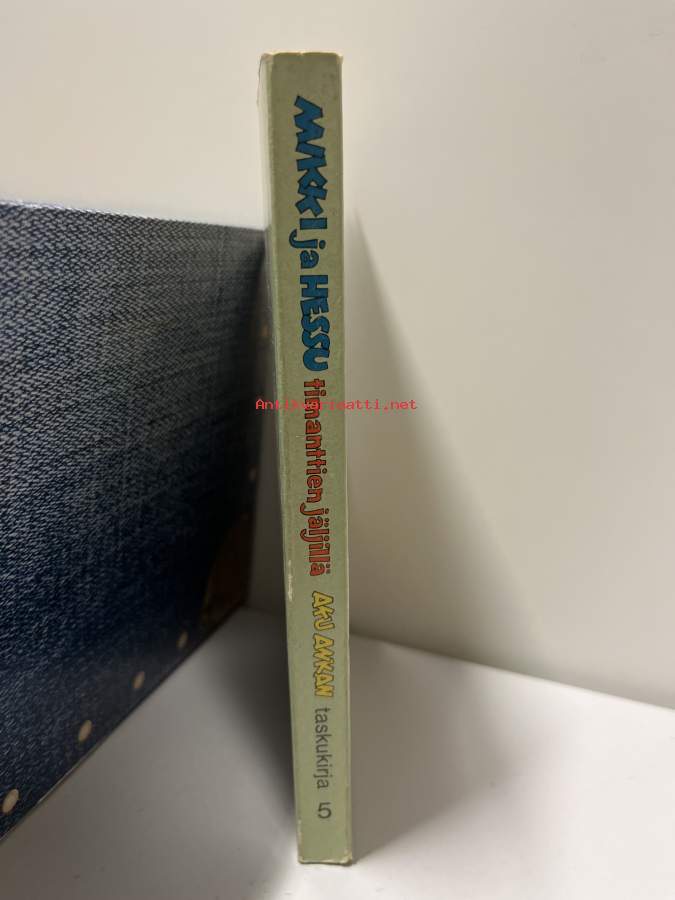 MIKKI ja HESSU timanttien jäljillä AKU ANKAN taskukirja 5
Antikvariaatti.net